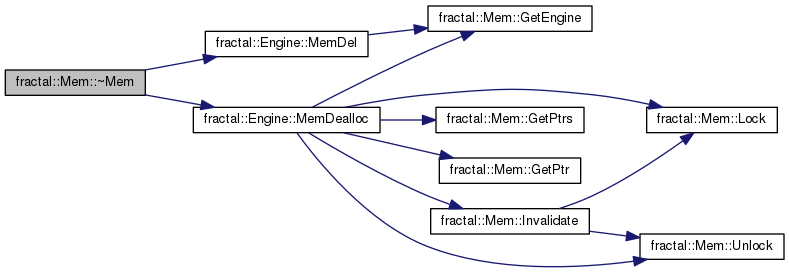 fractal::Mem::~Mem
fractal::Engine::MemDel
fractal::Mem::GetEngine
fractal::Engine::MemDealloc
fractal::Mem::GetPtrs
fractal::Mem::Lock
fractal::Mem::GetPtr
fractal::Mem::Invalidate
fractal::Mem::Unlock